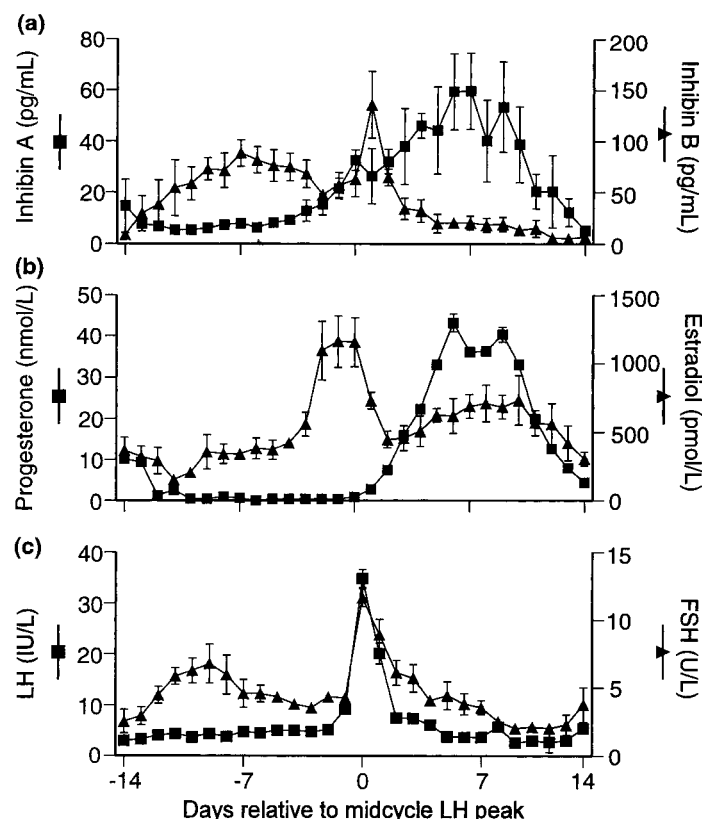 (a)
80
60
40
20
0
Inhibin A (pg/mL)
200
150
100
50
0
Inhibin B
(pg/mL)
(b)
50
40
30
20
10
0
Progesterone (nmol/L)
1500
1000
500
0
Estradiol
(pmol/L)
(c)
40
30
20
10
0
LH (IU/L)
15
10
5
0
FSH (U/L)
-14
-7
0
7
14
Days relative to midcycle LH peak